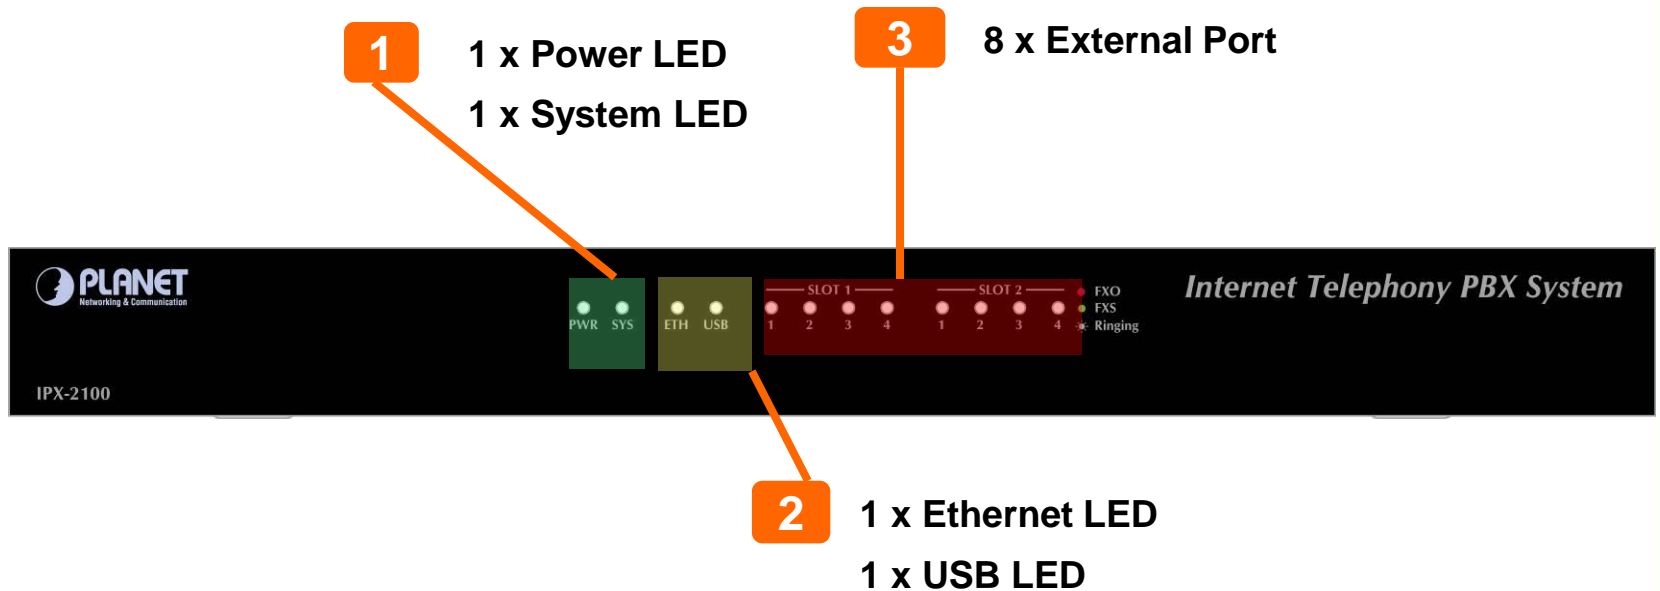 1
1 x Power LED
1 x System LED
3
8 x External Port
PLANET
Networking & Communication
PWR SYS
ETH USB
SLOT 1
1 2 3 4
SLOT 2
1 2 3 4
FXO
FXS
Ringing
Internet Telephony PBX System
IPX-2100
2
1 x Ethernet LED
1 x USB LED